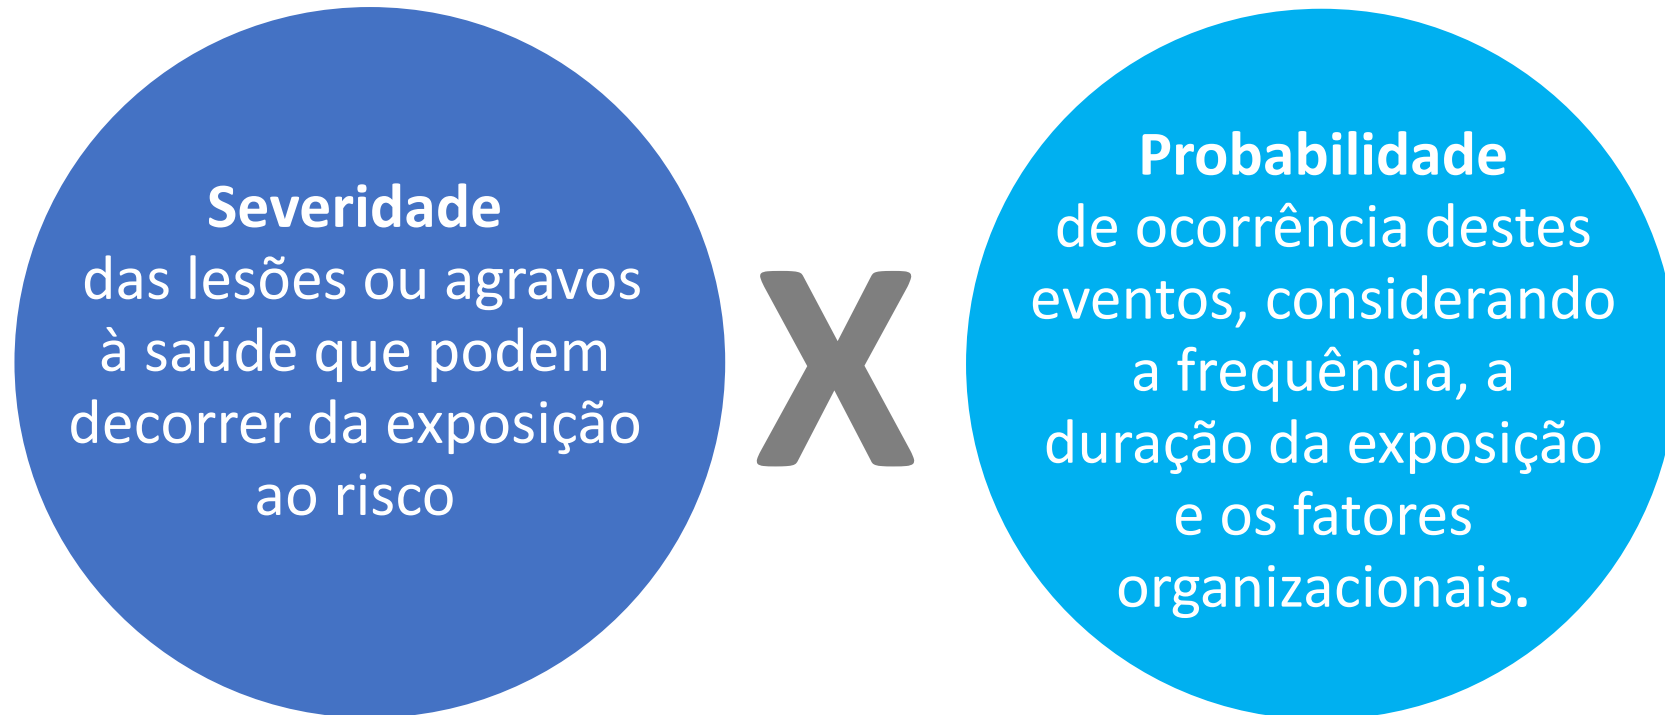 Severidade
das lesões ou agravos
à saúde que podem
decorrer da exposição
ao risco
X
Probabilidade
de ocorrência destes
eventos, considerando
a frequência, a
duração da exposição
e os fatores
organizacionais.